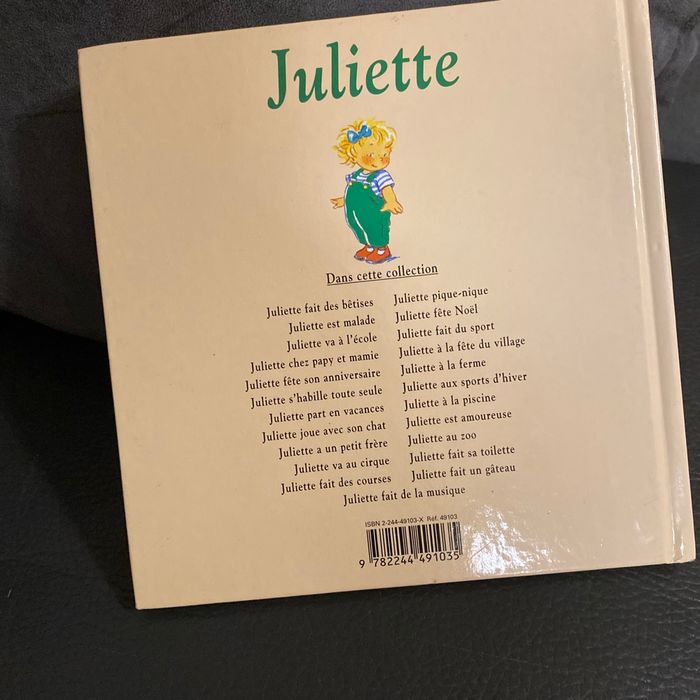 Juliette
Dans cette collection
Juliette fait des bêtises
Juliette est malade
Juliette va à l'école
Juliette chez papy et mamie
Juliette fête son anniversaire
Juliette s'habille toute seule
Juliette part en vacances
Juliette joue avec son chat
Juliette a un petit frère
Juliette va au cirque
Juliette fait des courses
Juliette pique-nique
Juliette fête Noël
Juliette fait du sport
Juliette à la fête du village
Juliette à la ferme
Juliette aux sports d'hiver
Juliette à la piscine
Juliette est amoureuse
Juliette au zoo
Juliette fait sa toilette
Juliette fait un gâteau
Juliette fait de la musique
ISBN 2-244-49103-X Réf. 49103
9 782244 491035